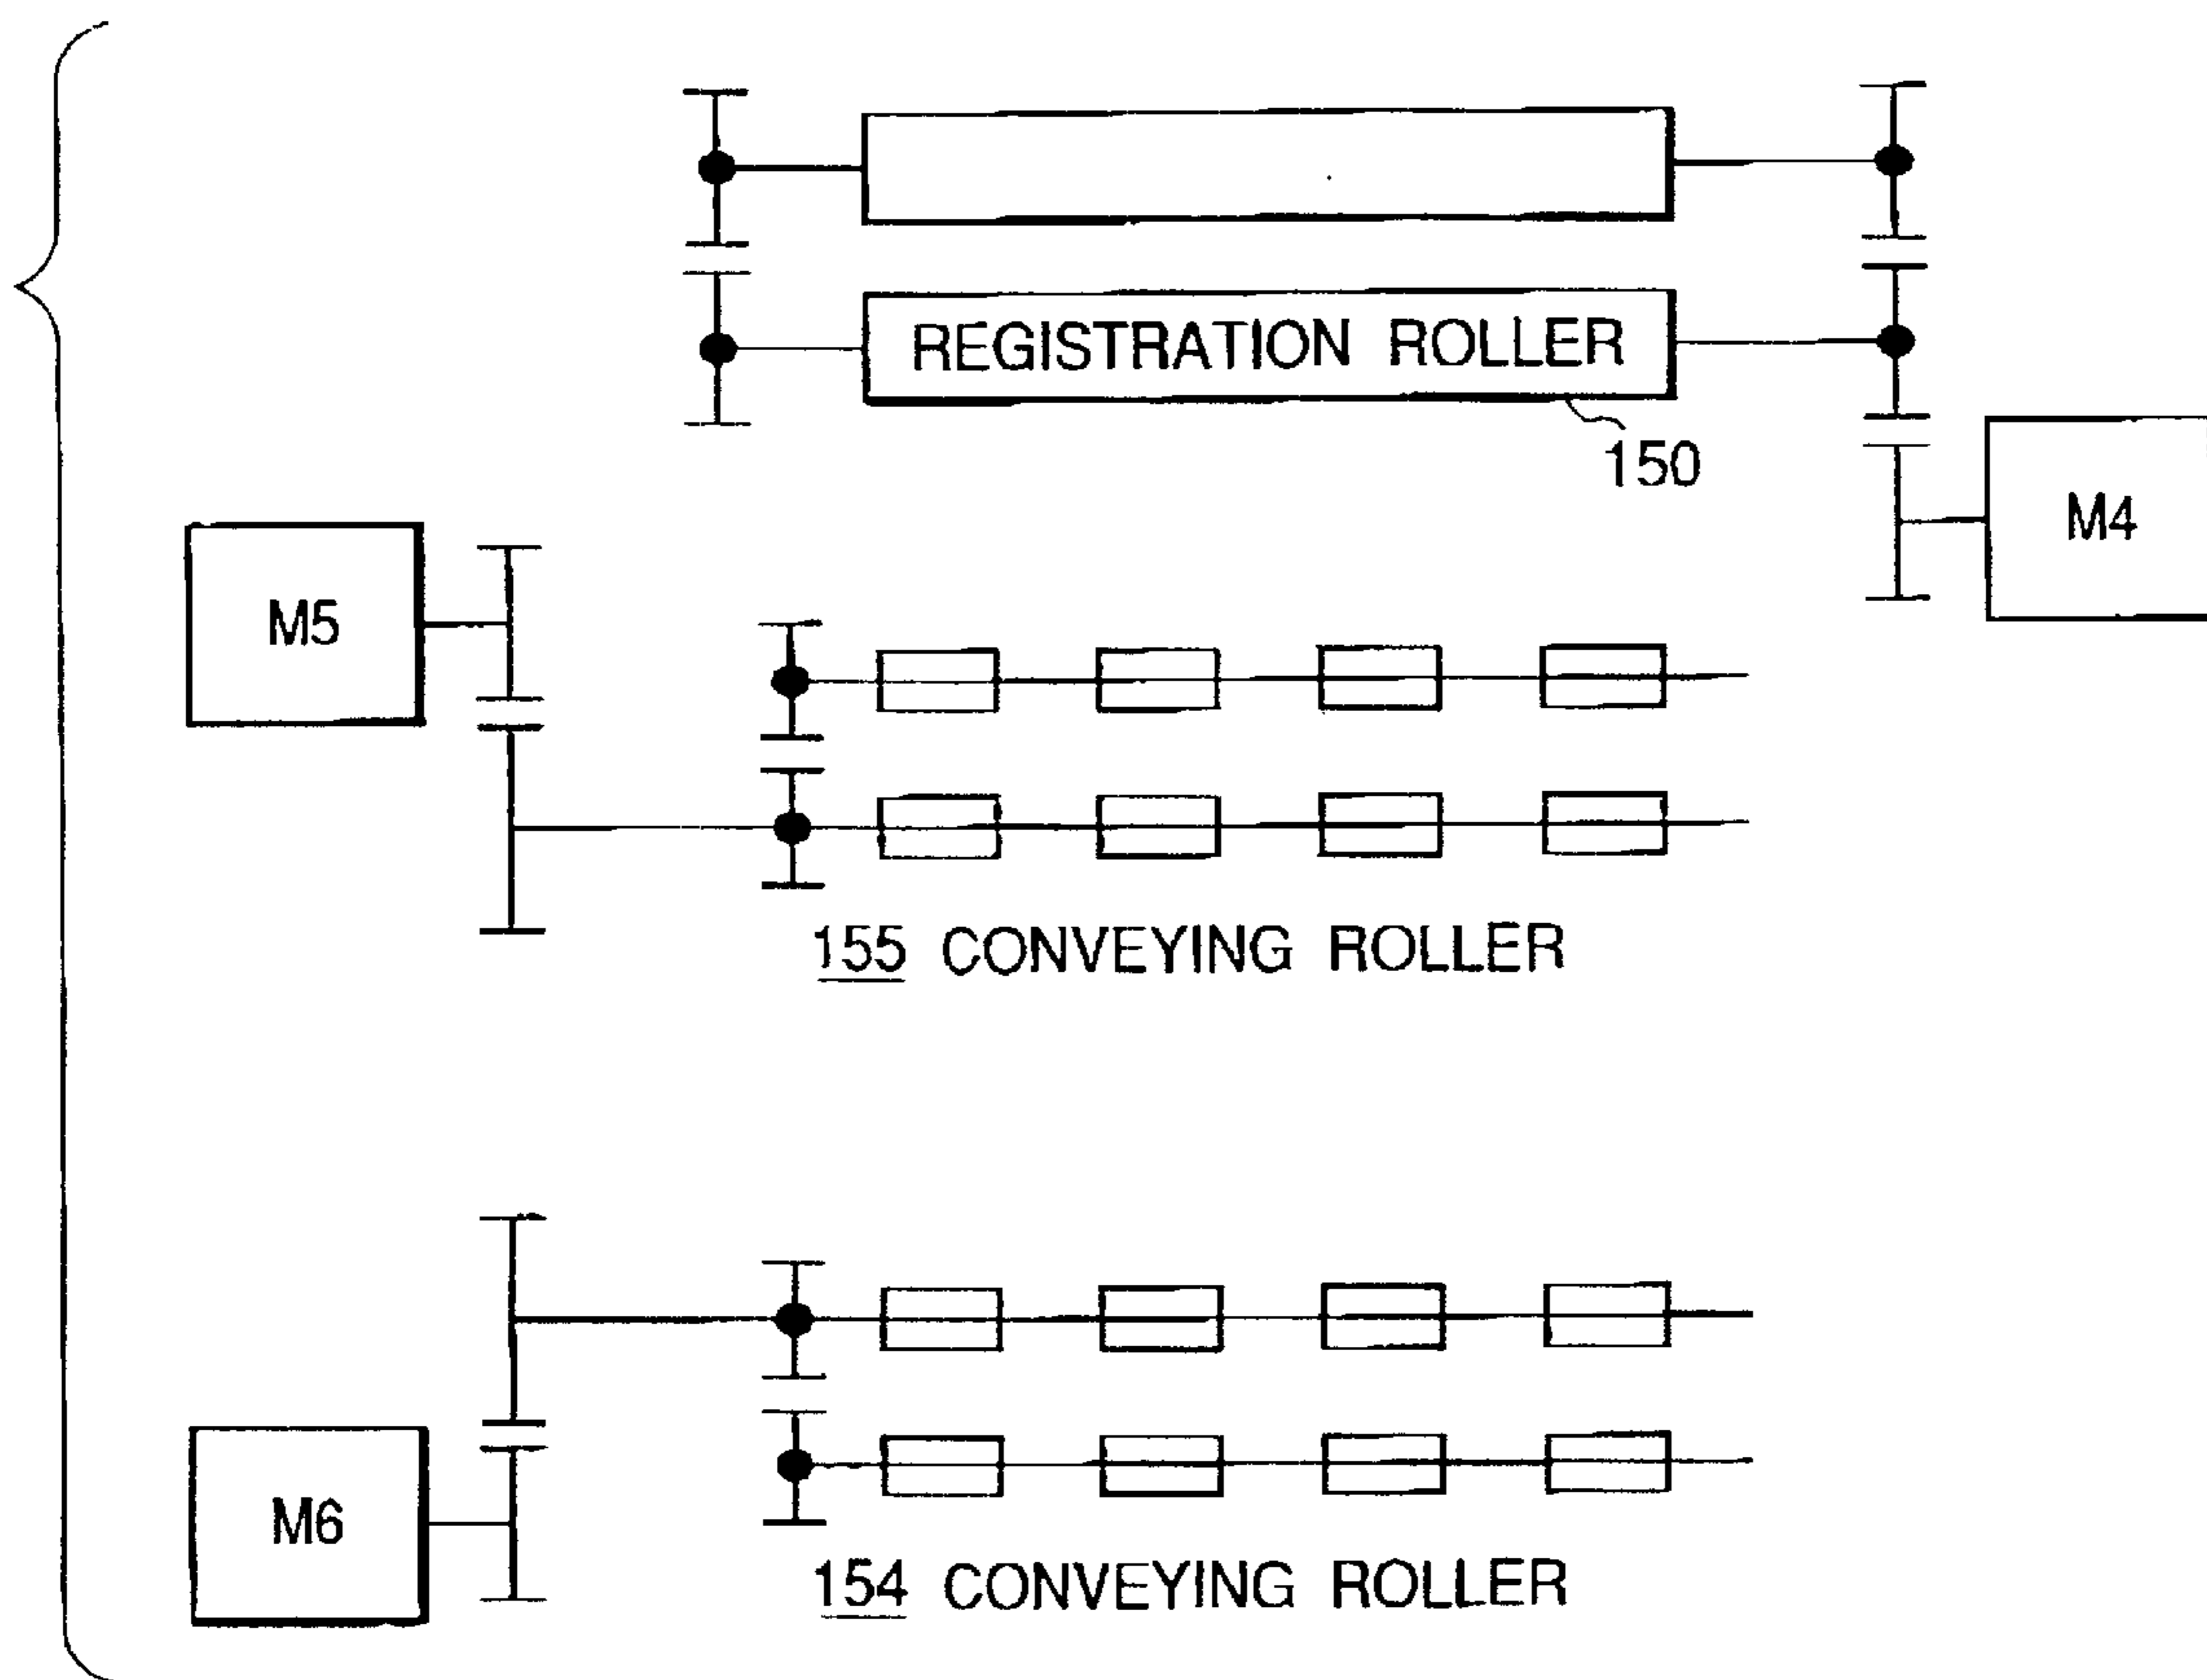 REGISTRATION ROLLER
150
M4
M5
155 CONVEYING ROLLER
M6
154 CONVEYING ROLLER